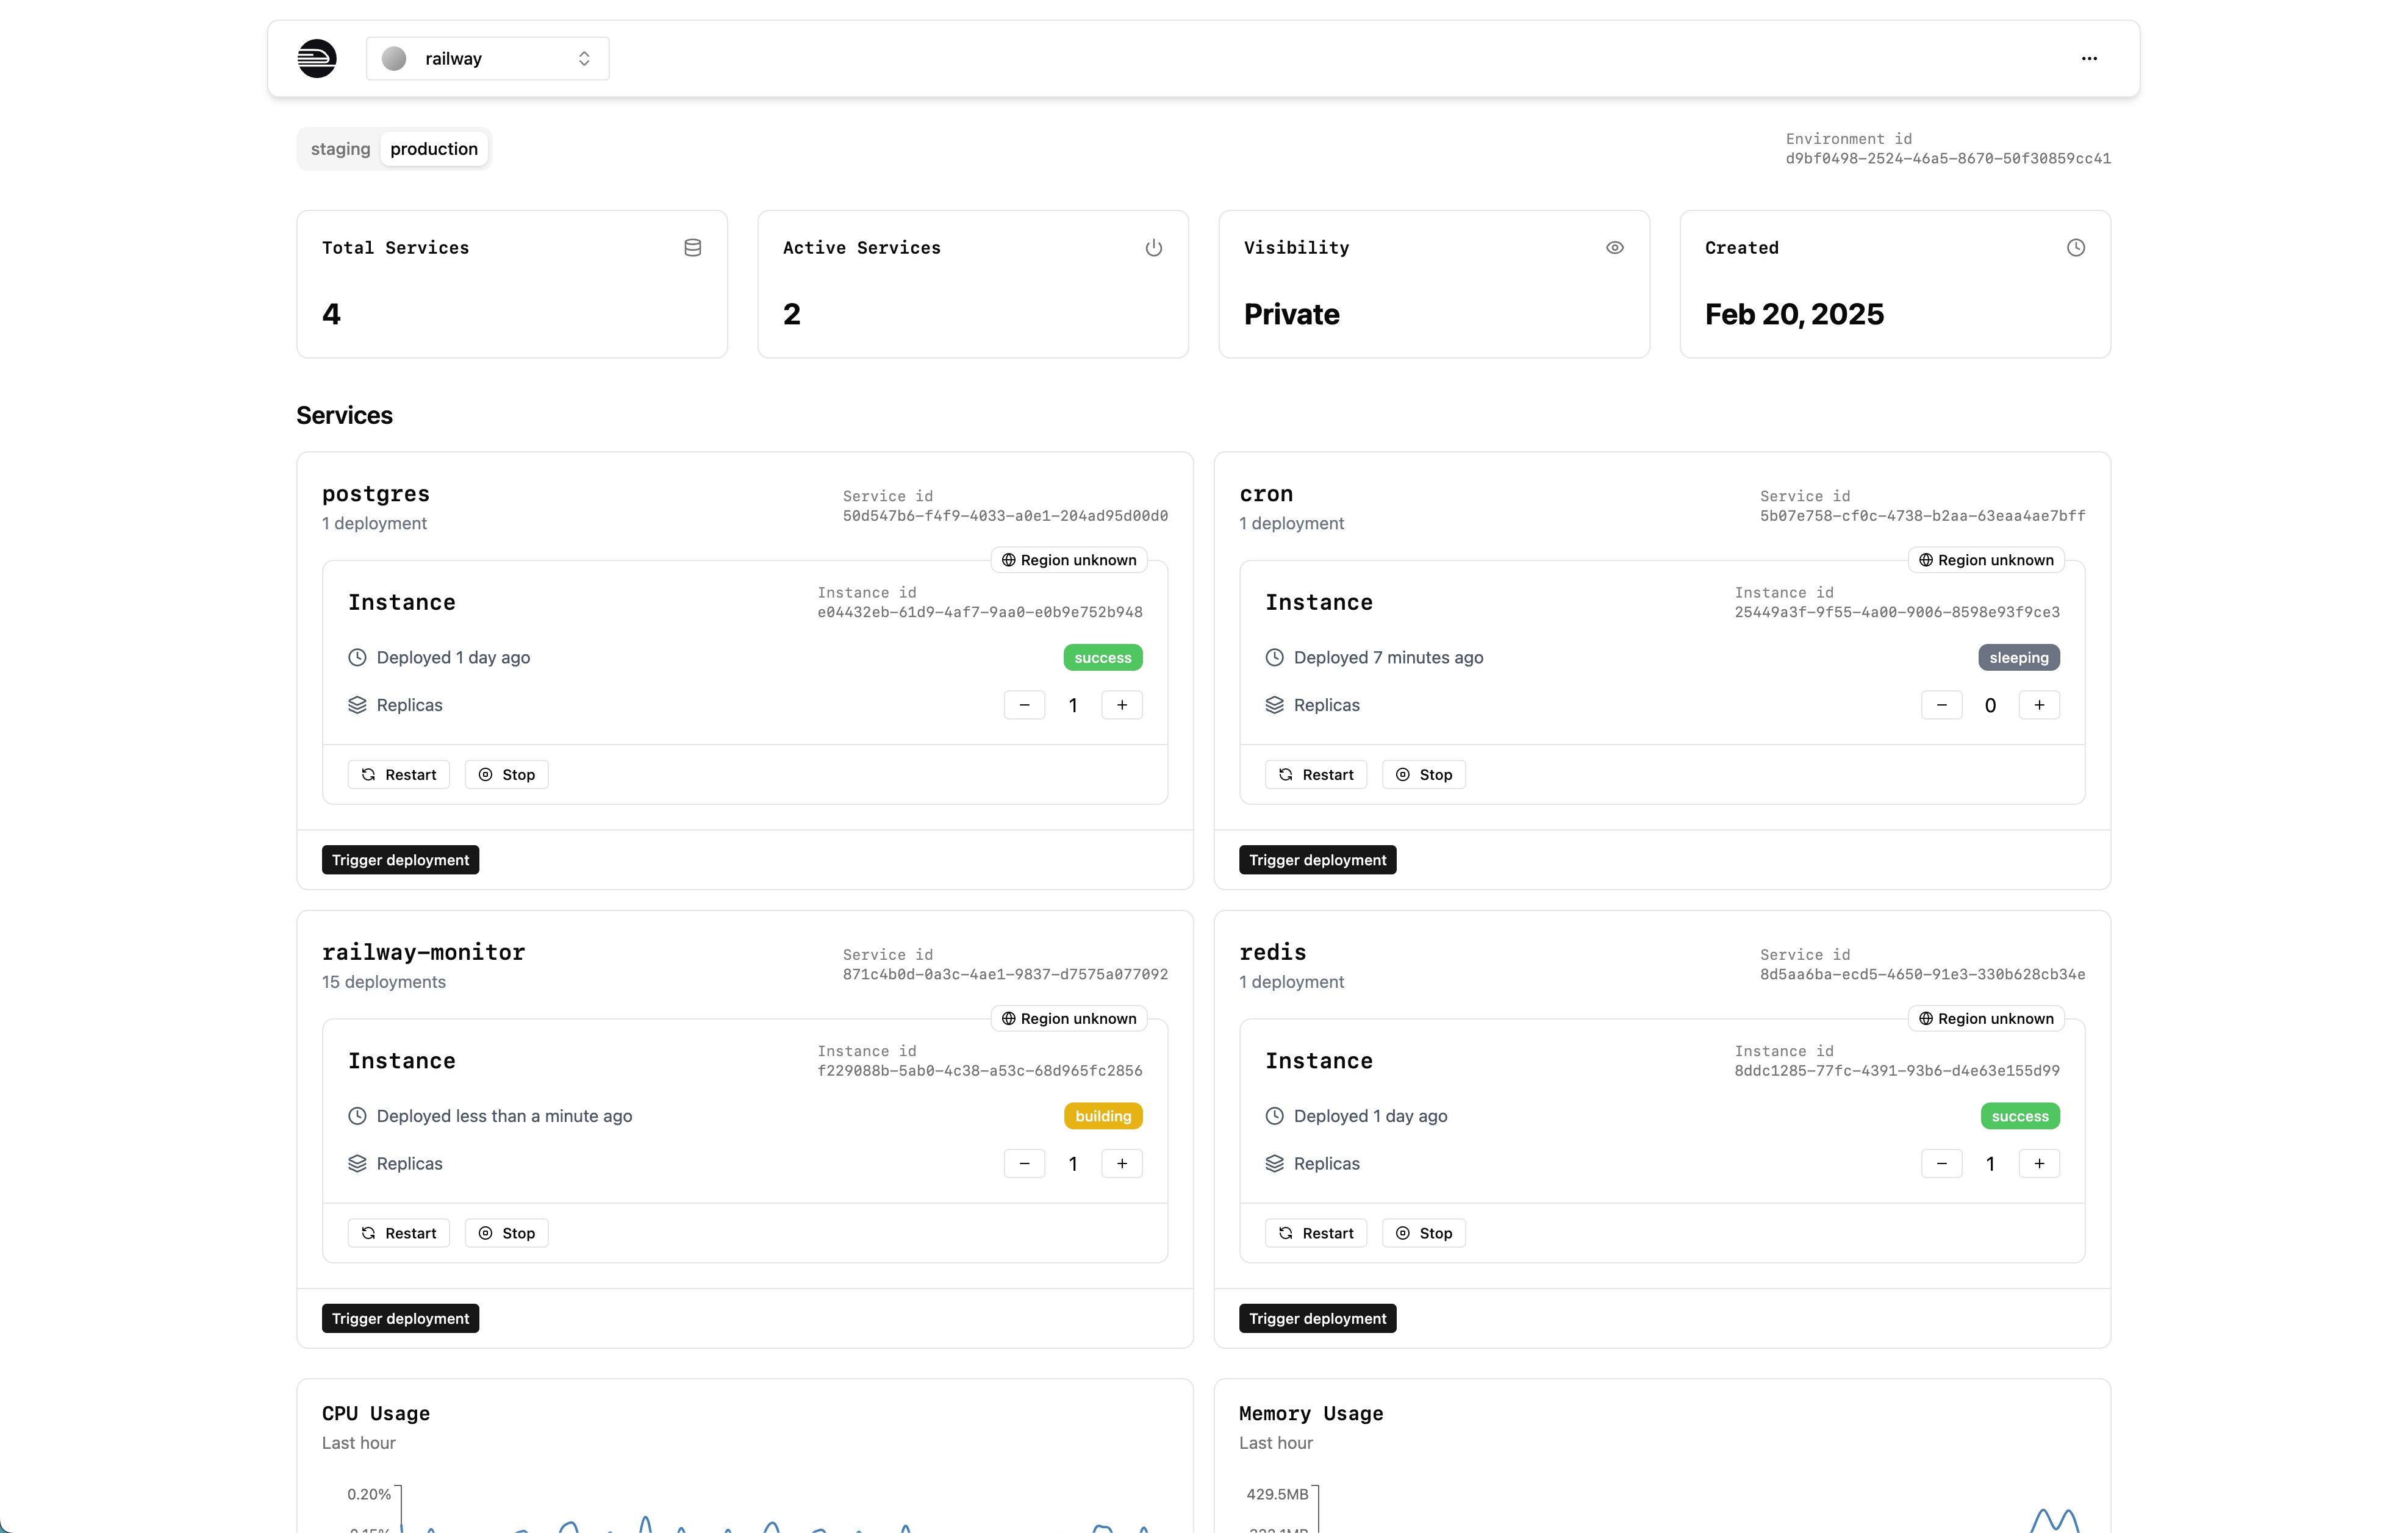 railway
staging production
Environment id
d9bf0498-2524-46a5-8670-50f30859cc41
Total Services
4
Active Services
2
Visibility
Private
Created
Feb 20, 2025
Services
postgres
1 deployment
Service id
50d547b6-f4f9-4033-a0e1-204ad95d00d0
Region unknown
Instance
Instance id
e04432eb-61d9-4af7-9aa0-e0b9e752b948
Deployed 1 day ago
success
Replicas
− 1 +
Restart Stop
Trigger deployment
cron
1 deployment
Service id
5b07e758-cf0c-4738-b2aa-63eaa4ae7bff
Region unknown
Instance
Instance id
25449a3f-9f55-4a00-9006-8598e93f9ce3
Deployed 7 minutes ago
sleeping
Replicas
− 0 +
Restart Stop
Trigger deployment
railway-monitor
15 deployments
Service id
871c4b0d-0a3c-4ae1-9837-d7575a077092
Region unknown
Instance
Instance id
f229088b-5ab0-4c38-a53c-68d965fc2856
Deployed less than a minute ago
building
Replicas
− 1 +
Restart Stop
Trigger deployment
redis
1 deployment
Service id
8d5aa6ba-ecd5-4650-91e3-330b628cb34e
Region unknown
Instance
Instance id
8ddc1285-77fc-4391-93b6-d4e63e155d99
Deployed 1 day ago
success
Replicas
− 1 +
Restart Stop
Trigger deployment
CPU Usage
Last hour
0.20%
Memory Usage
Last hour
429.5MB